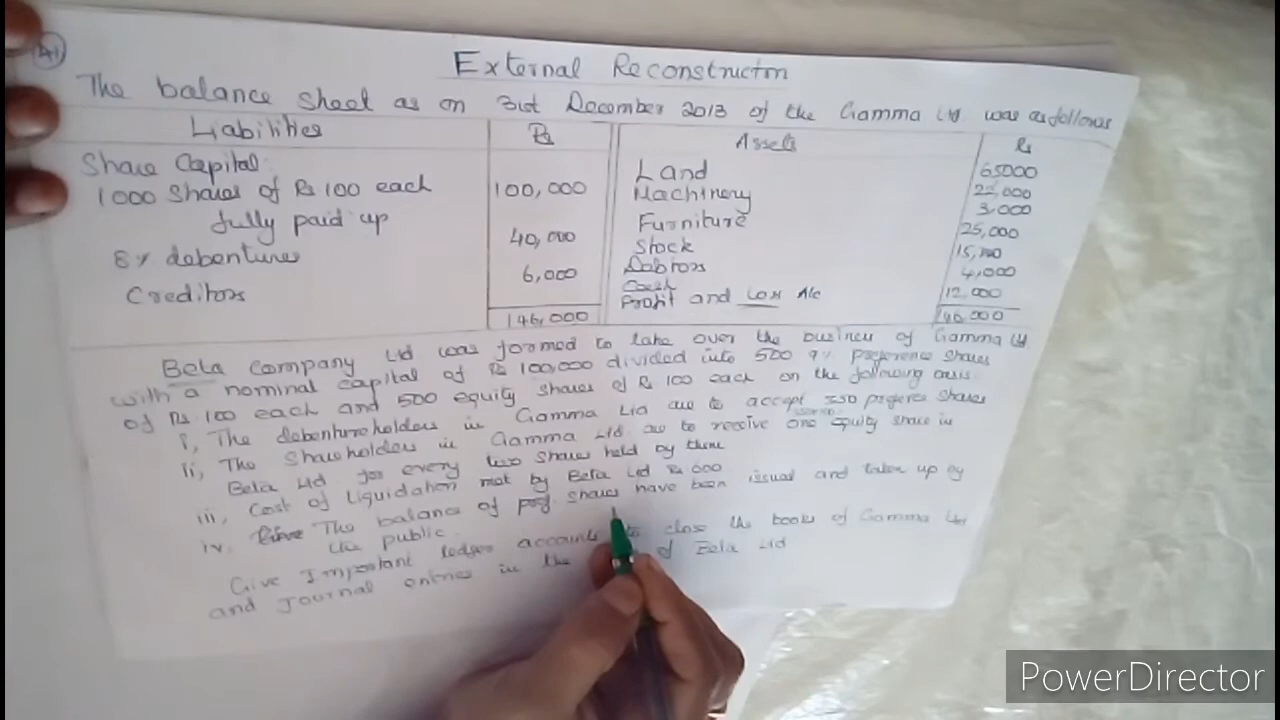 41
External Reconstructon
The balance sheet as on 31st December 2013 of the Gamma Ltd. was as follows
Liabilities Rs Assets Rs
Share Capital: Land 65000
1000 Shares of Rs 100 each 100,000 Machinery 22,000
fully paid up Furniture 3,000
8% debentures 40,000 Stock 25,000
Creditors 6,000 Debtors 15,000
Cash 4,000
Profit and Loss A/c 12,000
146,000 146,000
Beta Company Ltd was formed to take over the business of Gamma Ltd
with a nominal capital of Rs 100,000 divided into 500 9% preference shares
of Rs. 100 each and 500 equity shares of Rs 100 each on the following basis.
i, The debentureholders in Gamma Ltd are to accept 350 preference shares
ii, The Shareholders in Gamma Ltd. are to receive one equity share in
Beta Ltd for every two shares held by them
iii, Cost of liquidation met by Beta Ltd Rs 600
iv. The balance of pref. shares have been issued and taken up by
the public.
Give Important ledger accounts to close the books of Gamma Ltd
and Journal entries in the of Beta Ltd
PowerDirector